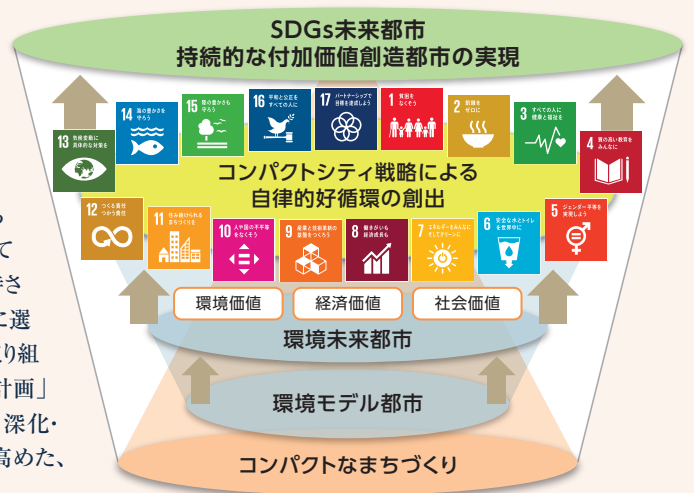 SDGs未来都市
持続的な付加価値創造都市の実現
13 気候変動に
具体的な対策を
14 海の豊かさを
守ろう
15 陸の豊かさも
守ろう
16 平和と公正を
すべての人に
17 パートナーシップで
目標を達成しよう
1 貧困を
なくそう
2 飢餓を
ゼロに
3 すべての人に
健康と福祉を
4 質の高い教育を
みんなに
コンパクトシティ戦略による
自律的好循環の創出
12 つくる責任
つかう責任
11 住み続けられる
まちづくりを
10 人や国の不平等
をなくそう
9 産業と技術革新の
基盤をつくろう
8 働きがいも
経済成長も
7 エネルギーをみんなに
そしてクリーンに
6 安全な水とトイレ
を世界中に
5 ジェンダー平等を
実現しよう
環境価値
経済価値
社会価値
環境未来都市
環境モデル都市
コンパクトなまちづくり
て
に選
り組
計画」
深化・
高めた、